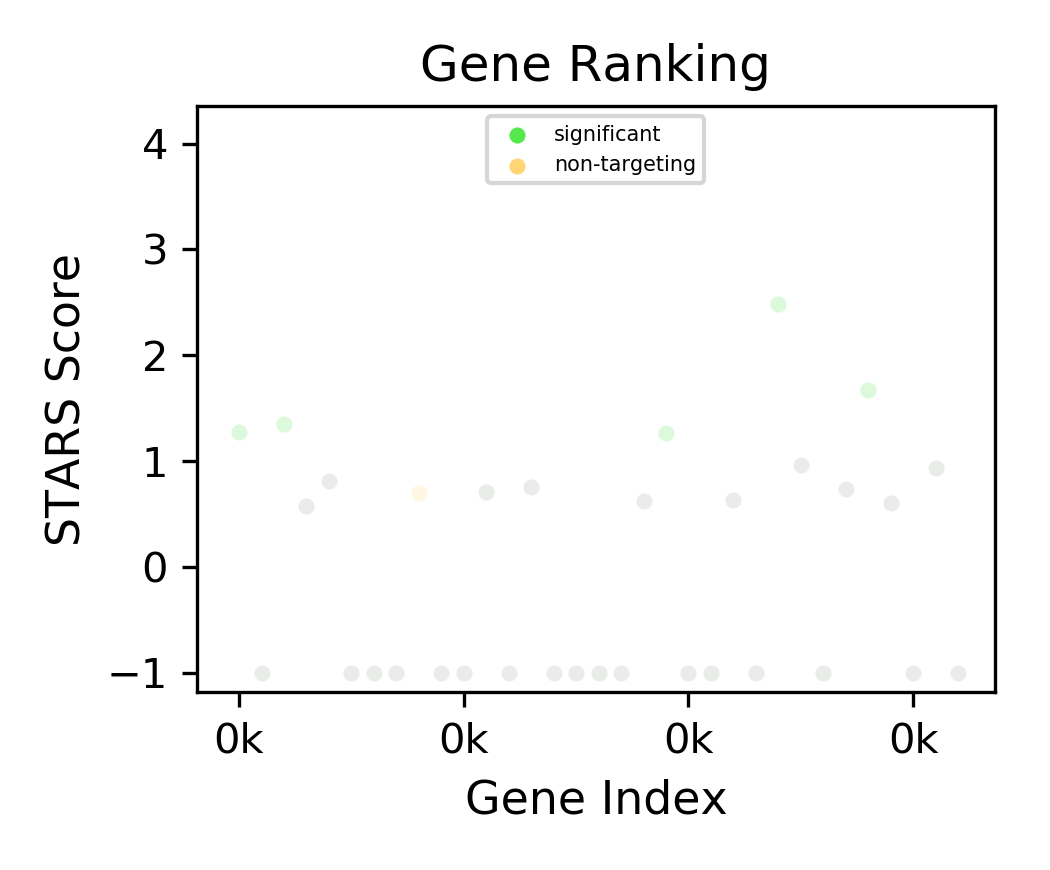 Gene Ranking
significant
non-targeting
STARS Score
4
3
2
1
0
−1
0k 0k 0k 0k
Gene Index